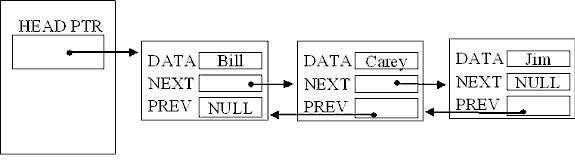 HEAD PTR
DATA Bill
NEXT
PREV NULL
DATA Carey
NEXT
PREV
DATA Jim
NEXT NULL
PREV